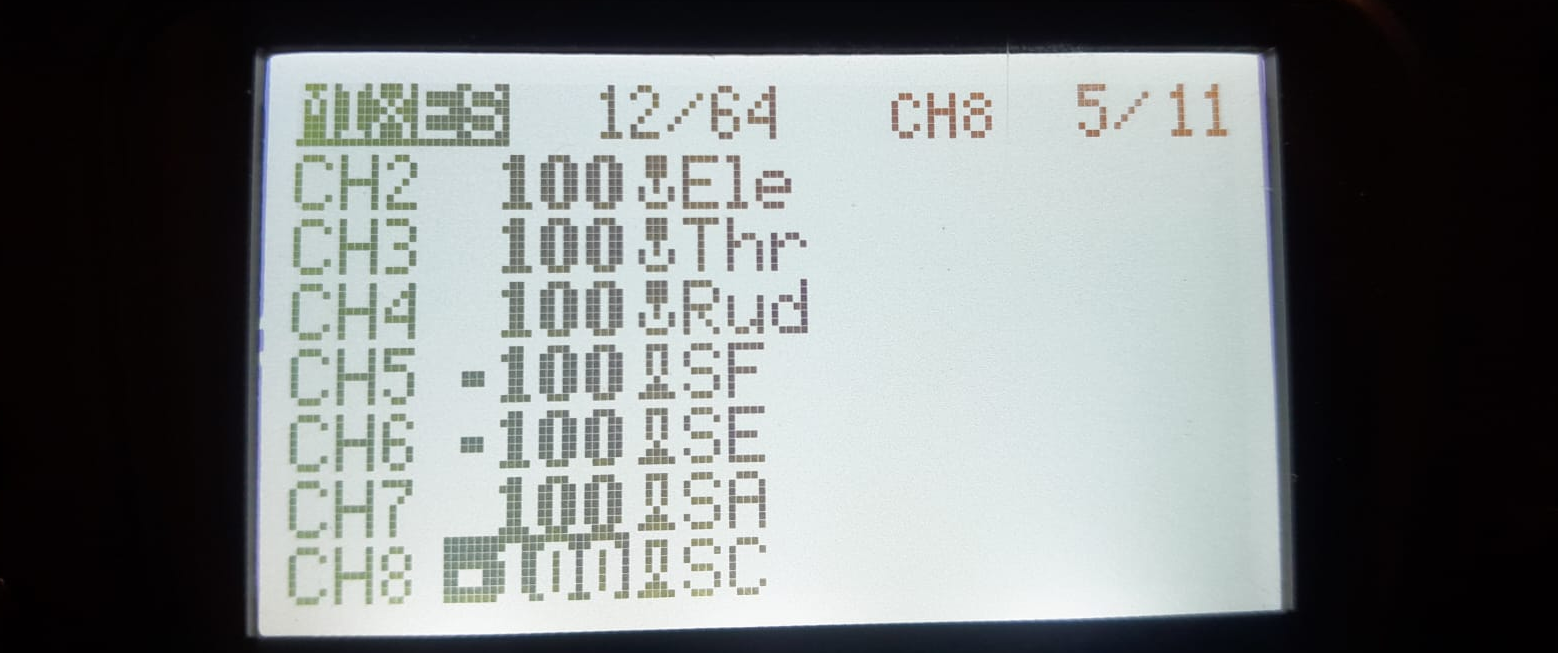 MIXES 12/64 CH8 5/11
CH2 100 Ele
CH3 100 Thr
CH4 100 Rud
CH5 -100 SF
CH6 -100 SE
CH7 100 SA
CH8 -100 SC